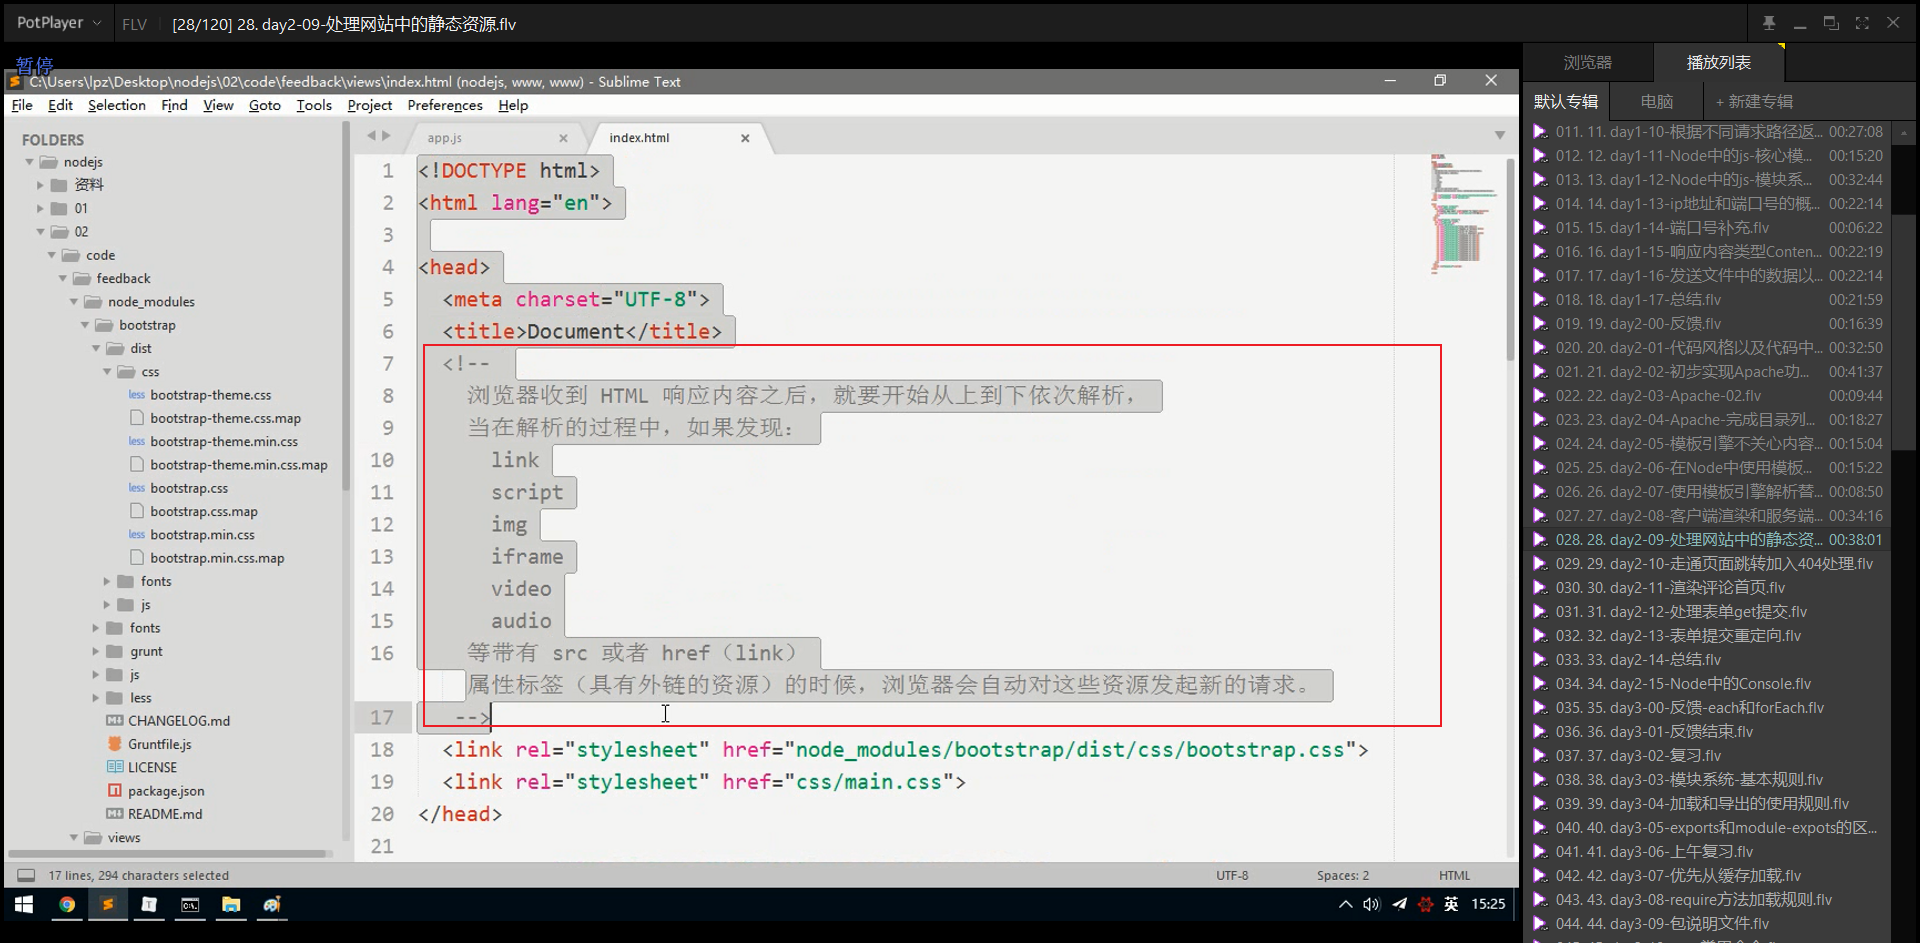 PotPlayer
FLV
[28/120] 28. day2-09-处理网站中的静态资源.flv
暂停
C:\Users\lpz\Desktop\nodejs\02\code\feedback\views\index.html (nodejs, www, www) - Sublime Text
File Edit Selection Find View Goto Tools Project Preferences Help
FOLDERS
nodejs
资料
01
02
code
feedback
node_modules
bootstrap
dist
css
less bootstrap-theme.css
bootstrap-theme.css.map
less bootstrap-theme.min.css
bootstrap-theme.min.css.map
less bootstrap.css
bootstrap.css.map
less bootstrap.min.css
bootstrap.min.css.map
fonts
js
fonts
grunt
js
less
CHANGELOG.md
Gruntfile.js
LICENSE
package.json
README.md
views
app.js
index.html
1 <!DOCTYPE html>
2 <html lang="en">
3
4 <head>
5 <meta charset="UTF-8">
6 <title>Document</title>
7 <!--
8 浏览器收到 HTML 响应内容之后，就要开始从上到下依次解析，
9 当在解析的过程中，如果发现：
10 link
11 script
12 img
13 iframe
14 video
15 audio
16 等带有 src 或者 href（link）
属性标签（具有外链的资源）的时候，浏览器会自动对这些资源发起新的请求。
17 -->
18 <link rel="stylesheet" href="node_modules/bootstrap/dist/css/bootstrap.css">
19 <link rel="stylesheet" href="css/main.css">
20 </head>
21
17 lines, 294 characters selected
UTF-8
Spaces: 2
HTML
英
15:25
浏览器
播放列表
默认专辑
电脑
+ 新建专辑
011. 11. day1-10-根据不同请求路径返... 00:27:08
012. 12. day1-11-Node中的js-核心模... 00:15:20
013. 13. day1-12-Node中的js-模块系... 00:32:44
014. 14. day1-13-ip地址和端口号的概... 00:22:14
015. 15. day1-14-端口号补充.flv 00:06:22
016. 16. day1-15-响应内容类型Conten... 00:22:19
017. 17. day1-16-发送文件中的数据以... 00:22:14
018. 18. day1-17-总结.flv 00:21:59
019. 19. day2-00-反馈.flv 00:16:39
020. 20. day2-01-代码风格以及代码中... 00:32:50
021. 21. day2-02-初步实现Apache功... 00:41:37
022. 22. day2-03-Apache-02.flv 00:09:44
023. 23. day2-04-Apache-完成目录列... 00:18:27
024. 24. day2-05-模板引擎不关心内容... 00:15:04
025. 25. day2-06-在Node中使用模板... 00:15:22
026. 26. day2-07-使用模板引擎解析替... 00:08:50
027. 27. day2-08-客户端渲染和服务端... 00:34:16
028. 28. day2-09-处理网站中的静态资... 00:38:01
029. 29. day2-10-走通页面跳转加入404处理.flv
030. 30. day2-11-渲染评论首页.flv
031. 31. day2-12-处理表单get提交.flv
032. 32. day2-13-表单提交重定向.flv
033. 33. day2-14-总结.flv
034. 34. day2-15-Node中的Console.flv
035. 35. day3-00-反馈-each和forEach.flv
036. 36. day3-01-反馈结束.flv
037. 37. day3-02-复习.flv
038. 38. day3-03-模块系统-基本规则.flv
039. 39. day3-04-加载和导出的使用规则.flv
040. 40. day3-05-exports和module-expots的区...
041. 41. day3-06-上午复习.flv
042. 42. day3-07-优先从缓存加载.flv
043. 43. day3-08-require方法加载规则.flv
044. 44. day3-09-包说明文件.flv